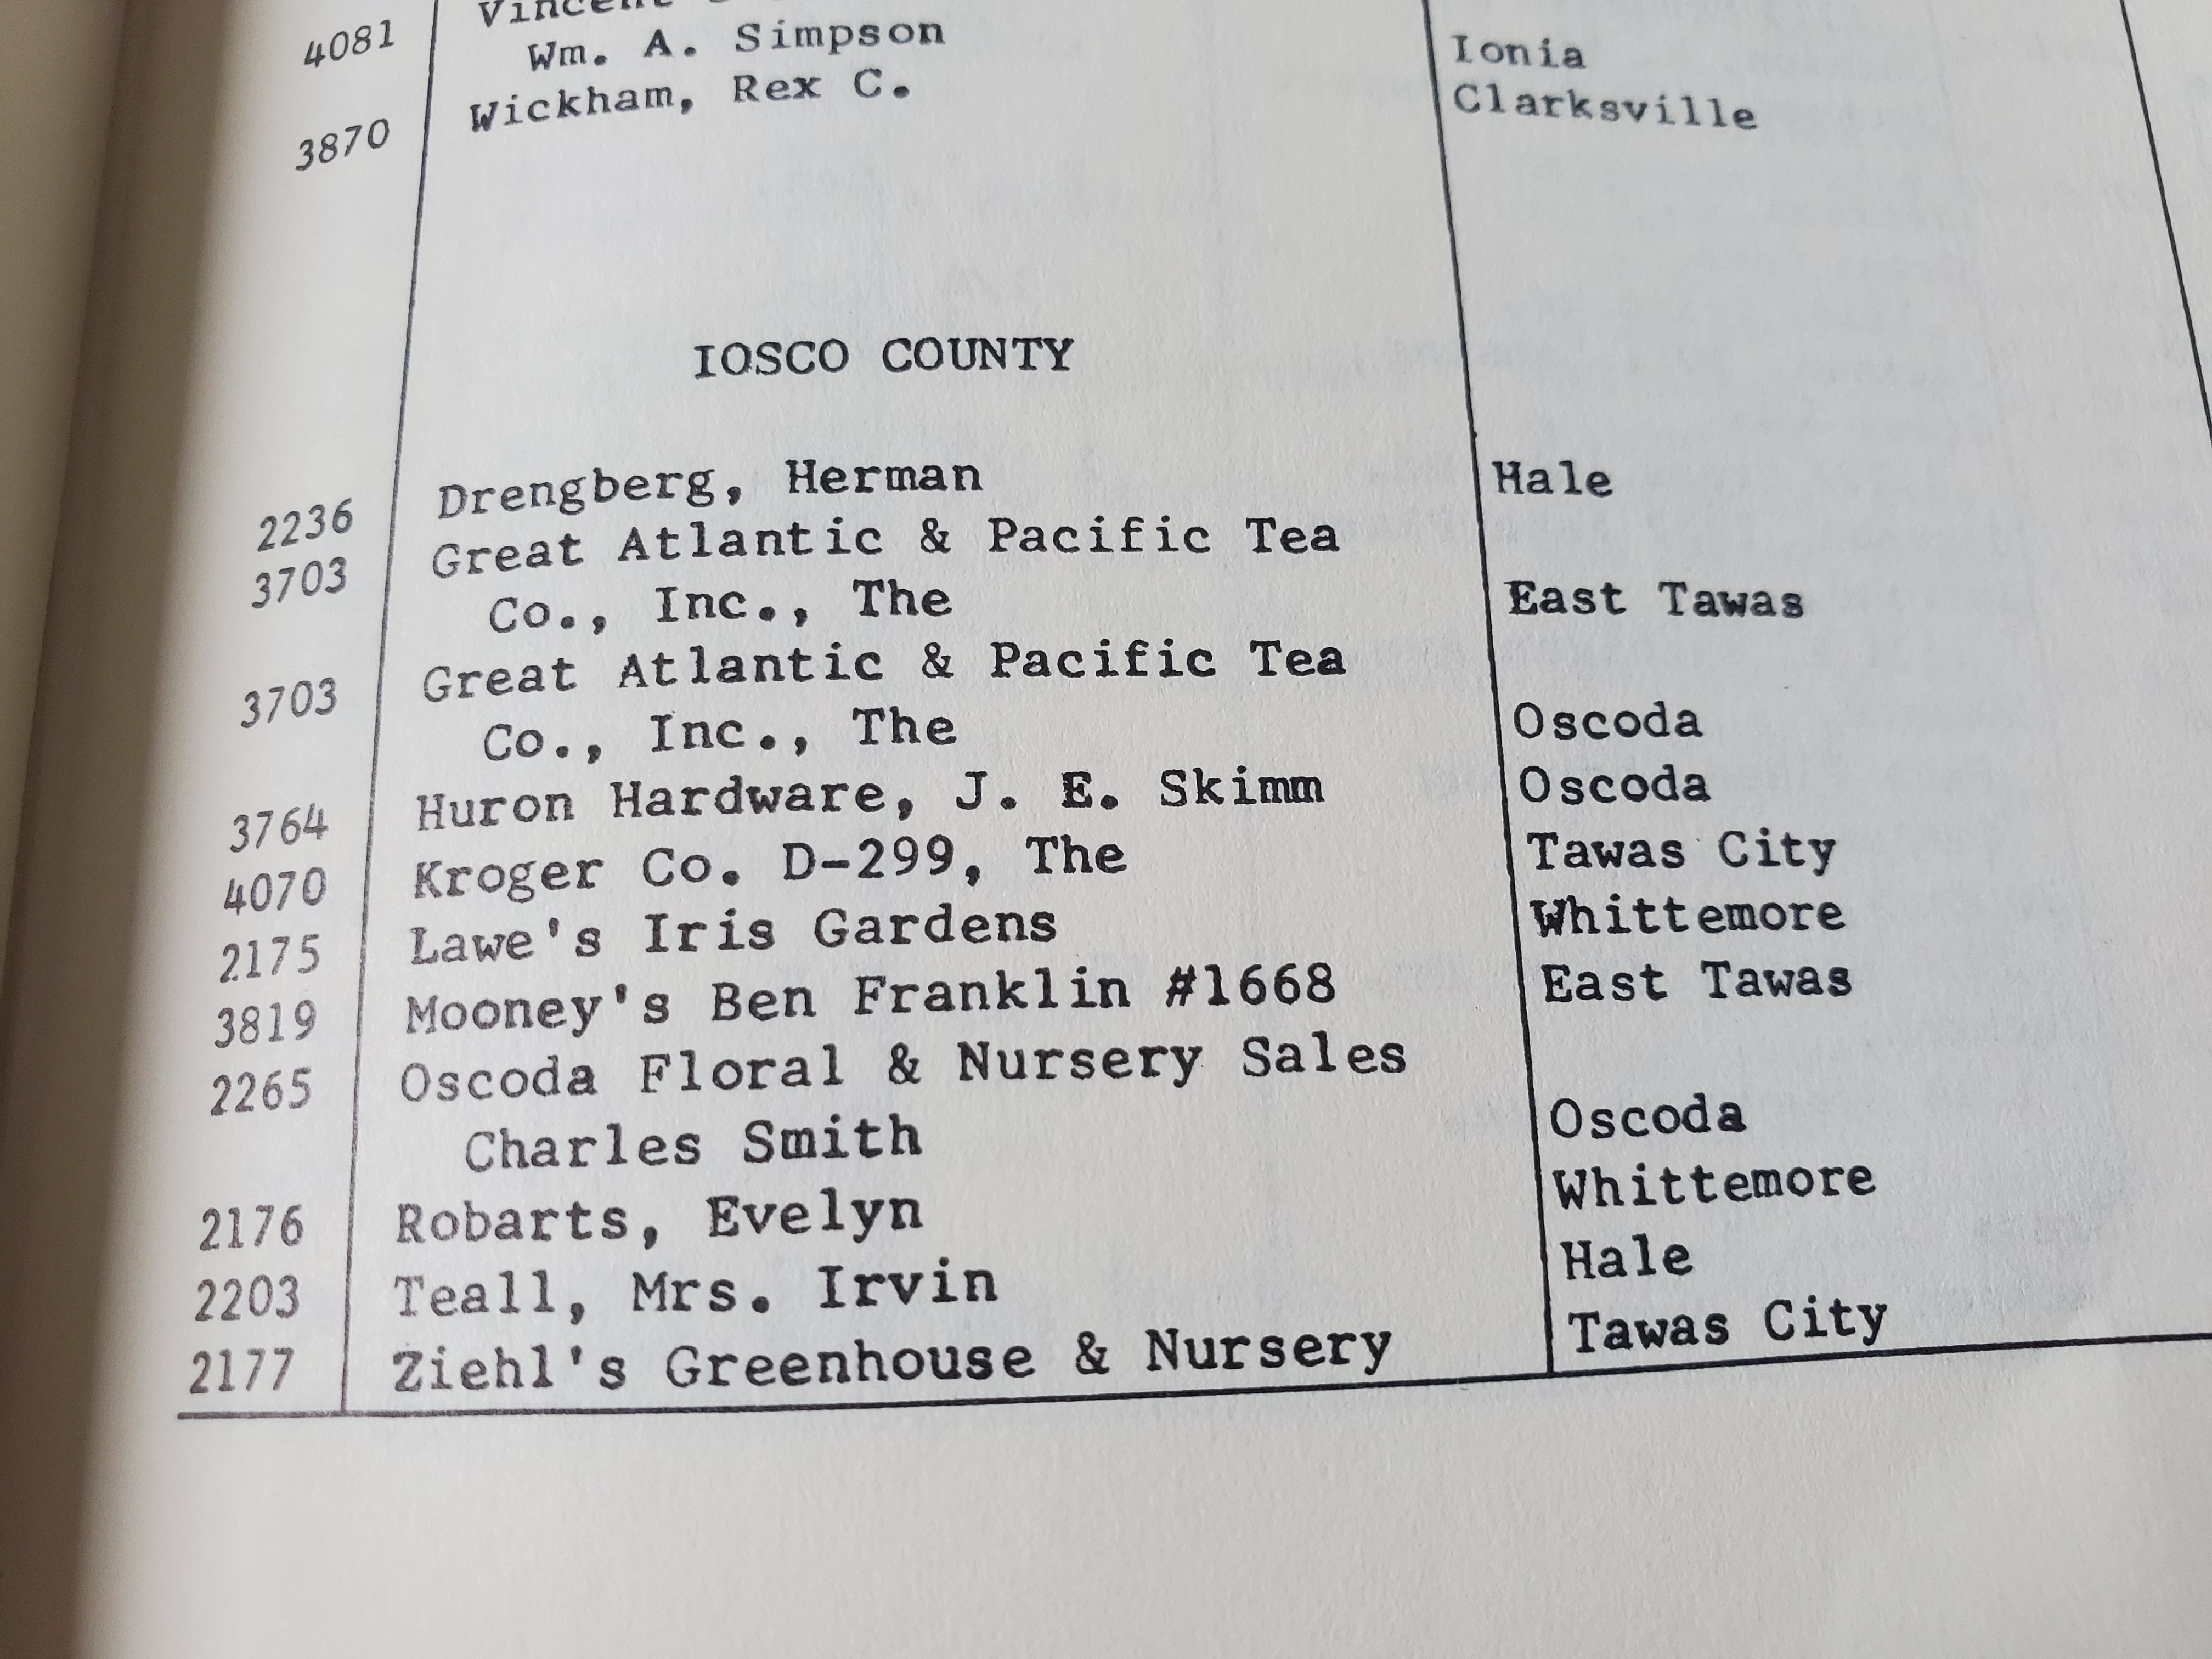 4081 Vincent
Wm. A. Simpson Ionia
3870 Wickham, Rex C. Clarksville
IOSCO COUNTY
2236 Drengberg, Herman Hale
3703 Great Atlantic & Pacific Tea
Co., Inc., The East Tawas
3703 Great Atlantic & Pacific Tea
Co., Inc., The Oscoda
3764 Huron Hardware, J. E. Skimm Oscoda
4070 Kroger Co. D-299, The Tawas City
2175 Lawe's Iris Gardens Whittemore
3819 Mooney's Ben Franklin #1668 East Tawas
2265 Oscoda Floral & Nursery Sales
Charles Smith Oscoda
2176 Robarts, Evelyn Whittemore
2203 Teall, Mrs. Irvin Hale
2177 Ziehl's Greenhouse & Nursery Tawas City